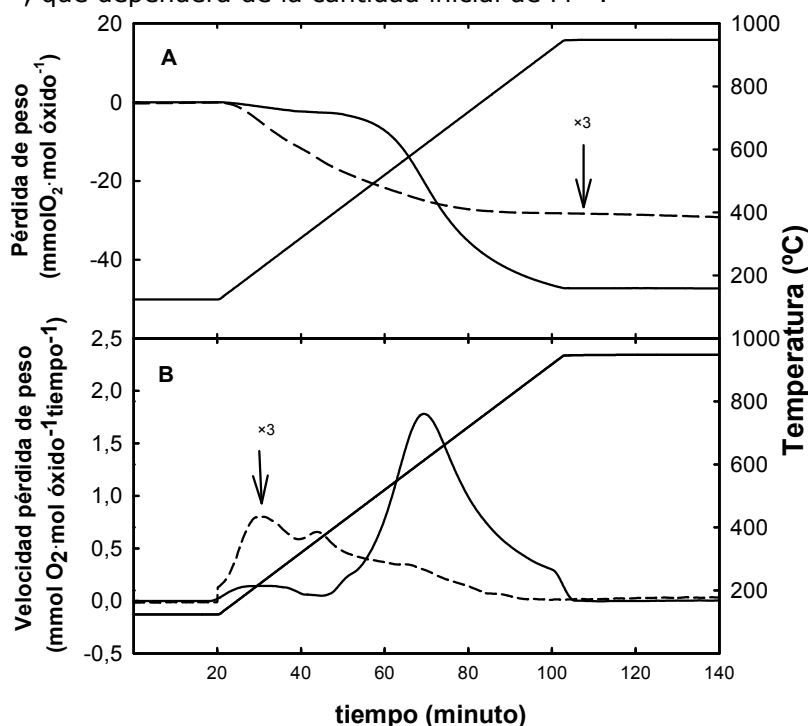 , que dependerá de la cantidad inicial de
A
×3
20
0
-20
-40
Pérdida de peso
(mmolO2·mol óxido-1)
1000
800
600
400
200
Temperatura (ºC)
B
×3
2,5
2,0
1,5
1,0
0,5
0,0
-0,5
Velocidad pérdida de peso
(mmol O2·mol óxido-1tiempo-1)
1000
800
600
400
200
0 20 40 60 80 100 120 140
tiempo (minuto)